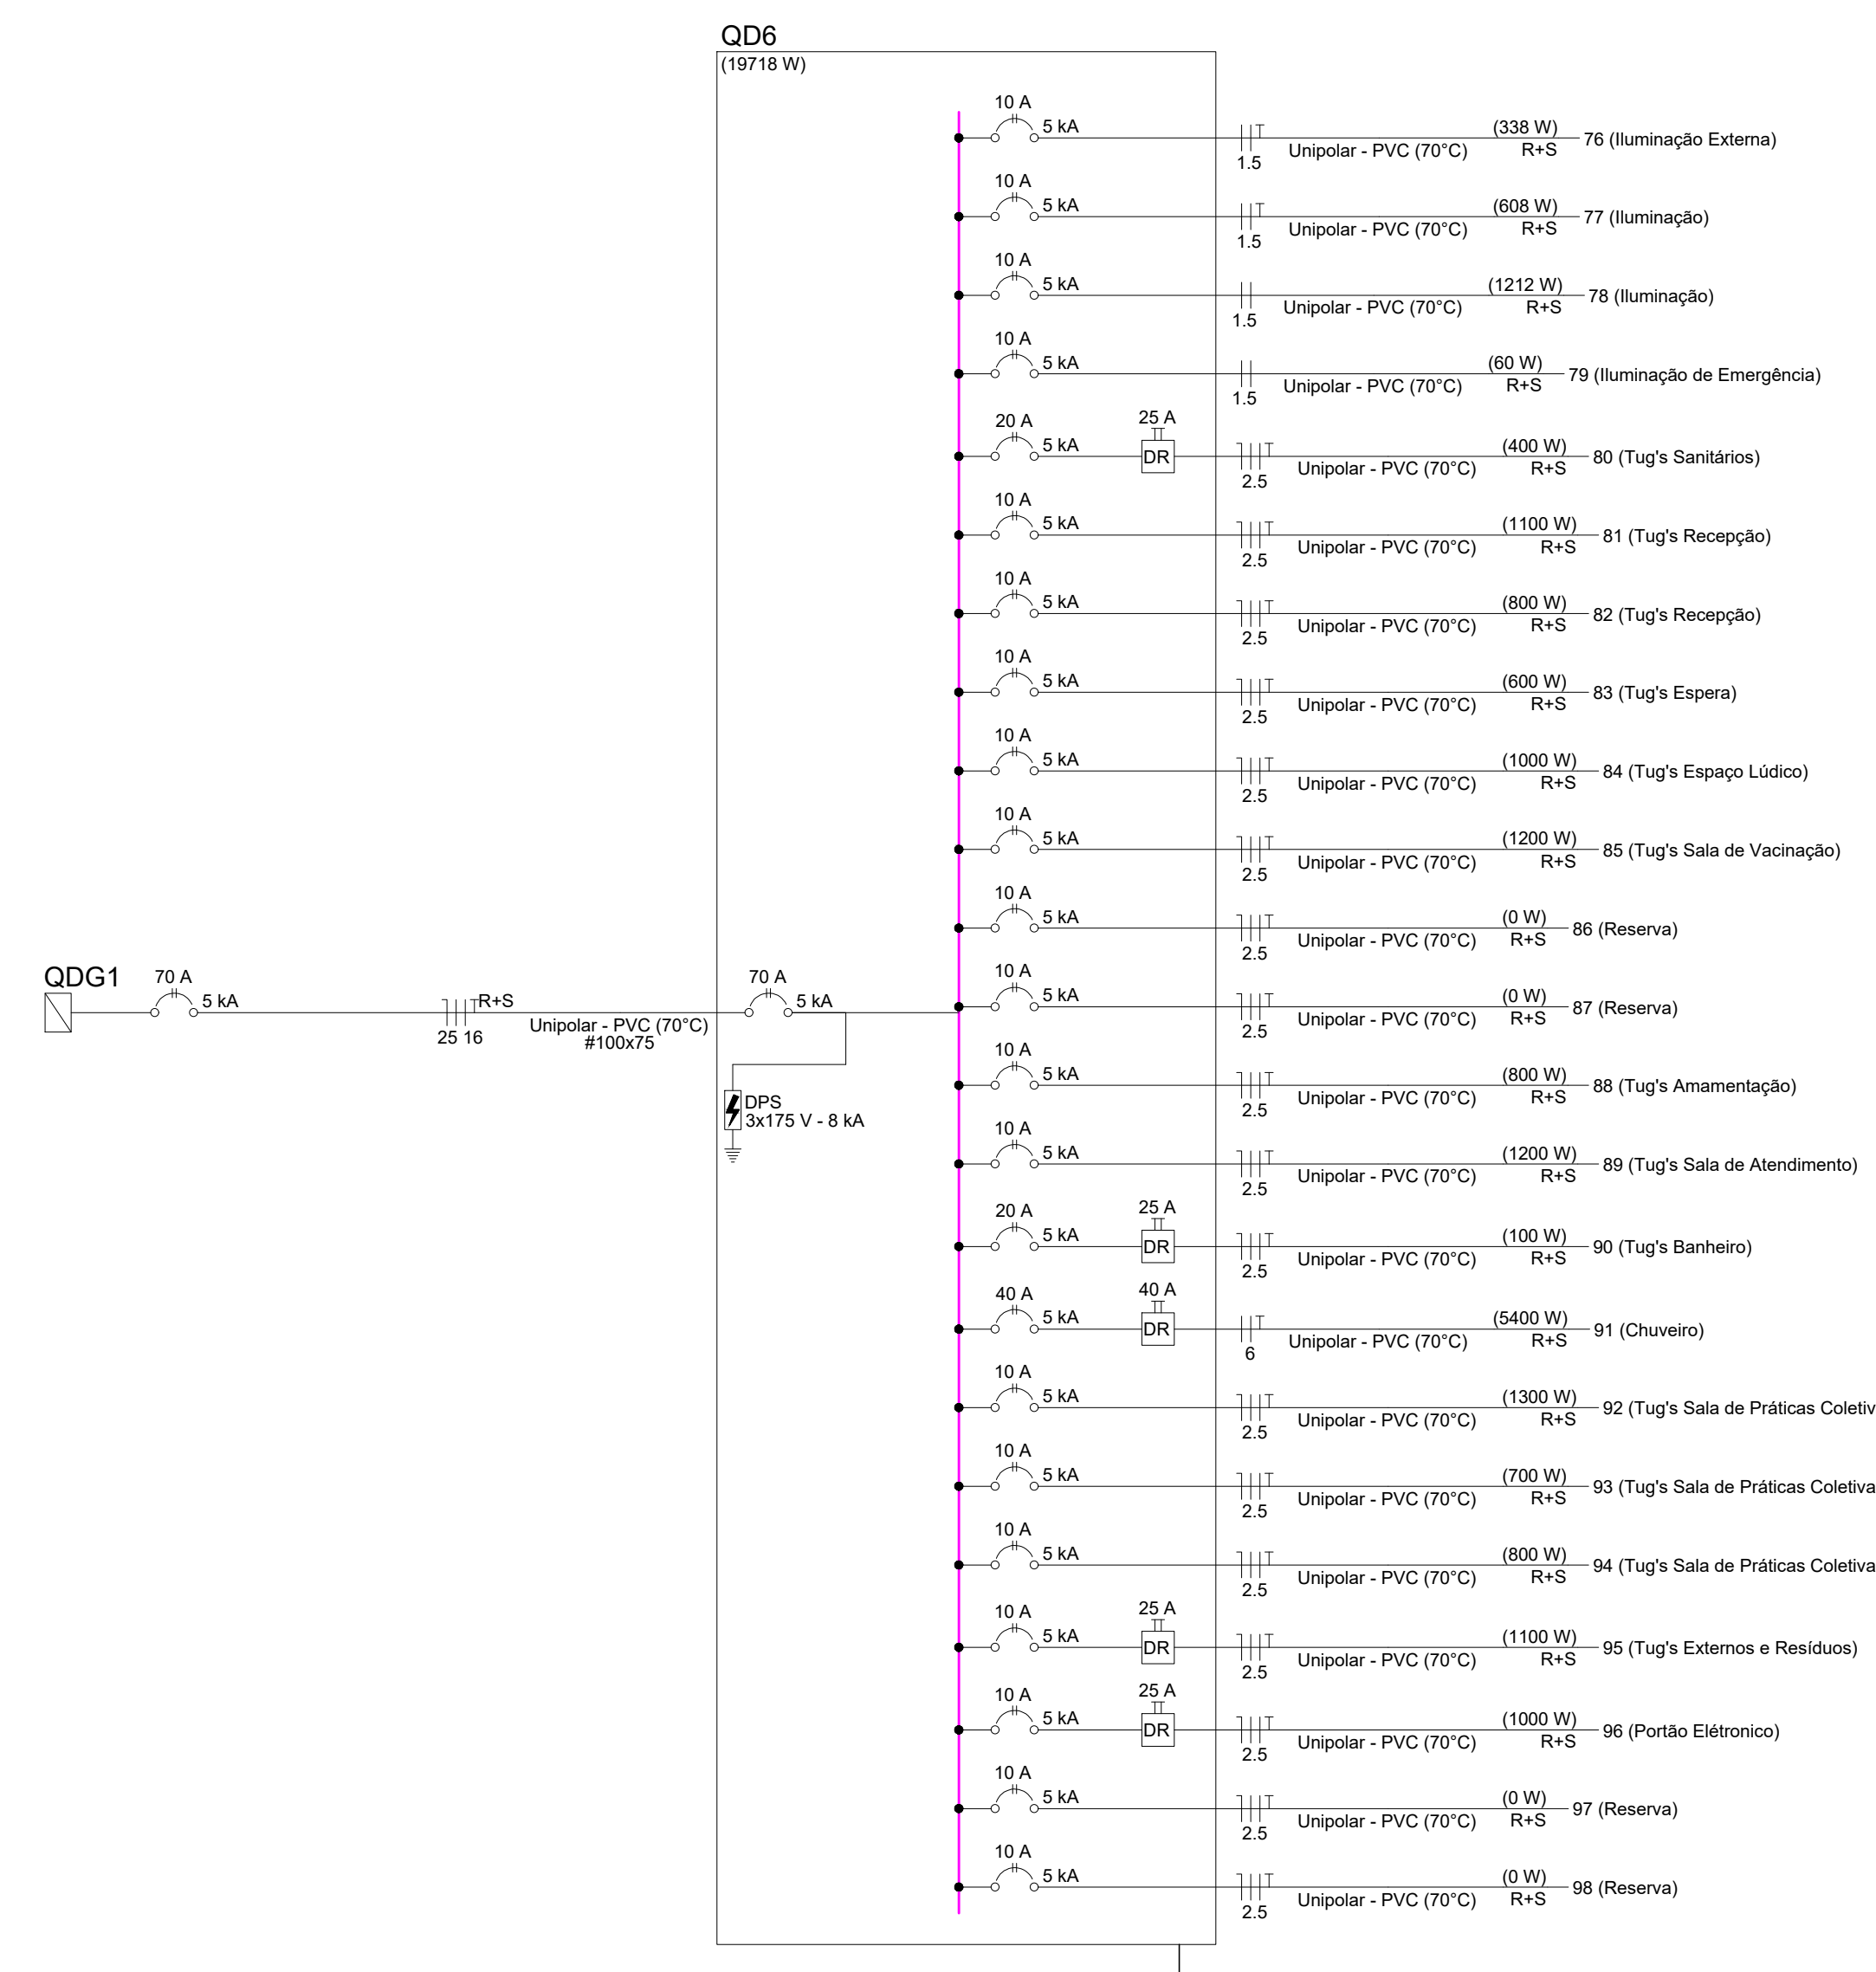 QD6
(19718 W)
10 A
5 kA
1.5
Unipolar - PVC (70°C)
(338 W)
R+S
76 (Iluminação Externa)
10 A
5 kA
1.5
Unipolar - PVC (70°C)
(608 W)
R+S
77 (Iluminação)
10 A
5 kA
1.5
Unipolar - PVC (70°C)
(1212 W)
R+S
78 (Iluminação)
10 A
5 kA
1.5
Unipolar - PVC (70°C)
(60 W)
R+S
79 (Iluminação de Emergência)
20 A
5 kA
25 A
DR
2.5
Unipolar - PVC (70°C)
(400 W)
R+S
80 (Tug's Sanitários)
10 A
5 kA
2.5
Unipolar - PVC (70°C)
(1100 W)
R+S
81 (Tug's Recepção)
10 A
5 kA
2.5
Unipolar - PVC (70°C)
(800 W)
R+S
82 (Tug's Recepção)
10 A
5 kA
2.5
Unipolar - PVC (70°C)
(600 W)
R+S
83 (Tug's Espera)
10 A
5 kA
2.5
Unipolar - PVC (70°C)
(1000 W)
R+S
84 (Tug's Espaço Lúdico)
10 A
5 kA
2.5
Unipolar - PVC (70°C)
(1200 W)
R+S
85 (Tug's Sala de Vacinação)
10 A
5 kA
2.5
Unipolar - PVC (70°C)
(0 W)
R+S
86 (Reserva)
QDG1
70 A
5 kA
R+S
25 16
Unipolar - PVC (70°C)
#100x75
70 A
5 kA
DPS
3x175 V - 8 kA
10 A
5 kA
2.5
Unipolar - PVC (70°C)
(0 W)
R+S
87 (Reserva)
10 A
5 kA
2.5
Unipolar - PVC (70°C)
(800 W)
R+S
88 (Tug's Amamentação)
10 A
5 kA
2.5
Unipolar - PVC (70°C)
(1200 W)
R+S
89 (Tug's Sala de Atendimento)
20 A
5 kA
25 A
DR
2.5
Unipolar - PVC (70°C)
(100 W)
R+S
90 (Tug's Banheiro)
40 A
5 kA
40 A
DR
6
Unipolar - PVC (70°C)
(5400 W)
R+S
91 (Chuveiro)
10 A
5 kA
2.5
Unipolar - PVC (70°C)
(1300 W)
R+S
92 (Tug's Sala de Práticas Coletiv
10 A
5 kA
2.5
Unipolar - PVC (70°C)
(700 W)
R+S
93 (Tug's Sala de Práticas Coletiva
10 A
5 kA
2.5
Unipolar - PVC (70°C)
(800 W)
R+S
94 (Tug's Sala de Práticas Coletiva
10 A
5 kA
25 A
DR
2.5
Unipolar - PVC (70°C)
(1100 W)
R+S
95 (Tug's Externos e Resíduos)
10 A
5 kA
25 A
DR
2.5
Unipolar - PVC (70°C)
(1000 W)
R+S
96 (Portão Elétronico)
10 A
5 kA
2.5
Unipolar - PVC (70°C)
(0 W)
R+S
97 (Reserva)
10 A
5 kA
2.5
Unipolar - PVC (70°C)
(0 W)
R+S
98 (Reserva)